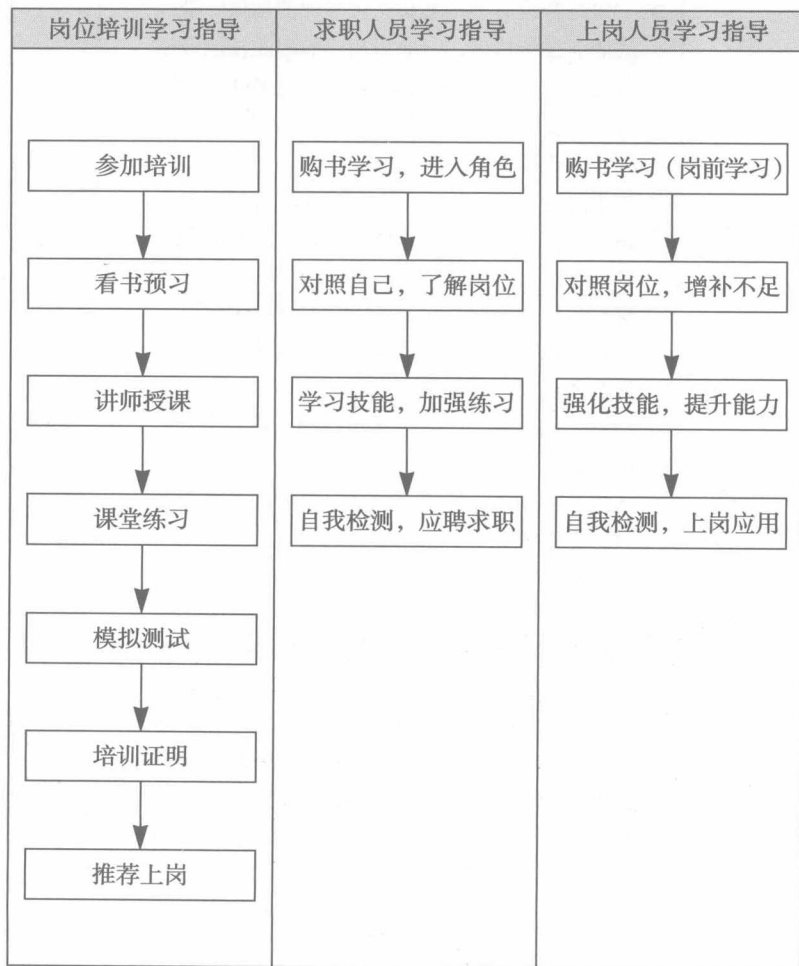 岗位培训学习指导
求职人员学习指导
上岗人员学习指导
参加培训
看书预习
讲师授课
课堂练习
模拟测试
培训证明
推荐上岗
购书学习，进入角色
对照自己，了解岗位
学习技能，加强练习
自我检测，应聘求职
购书学习（岗前学习）
对照岗位，增补不足
强化技能，提升能力
自我检测，上岗应用